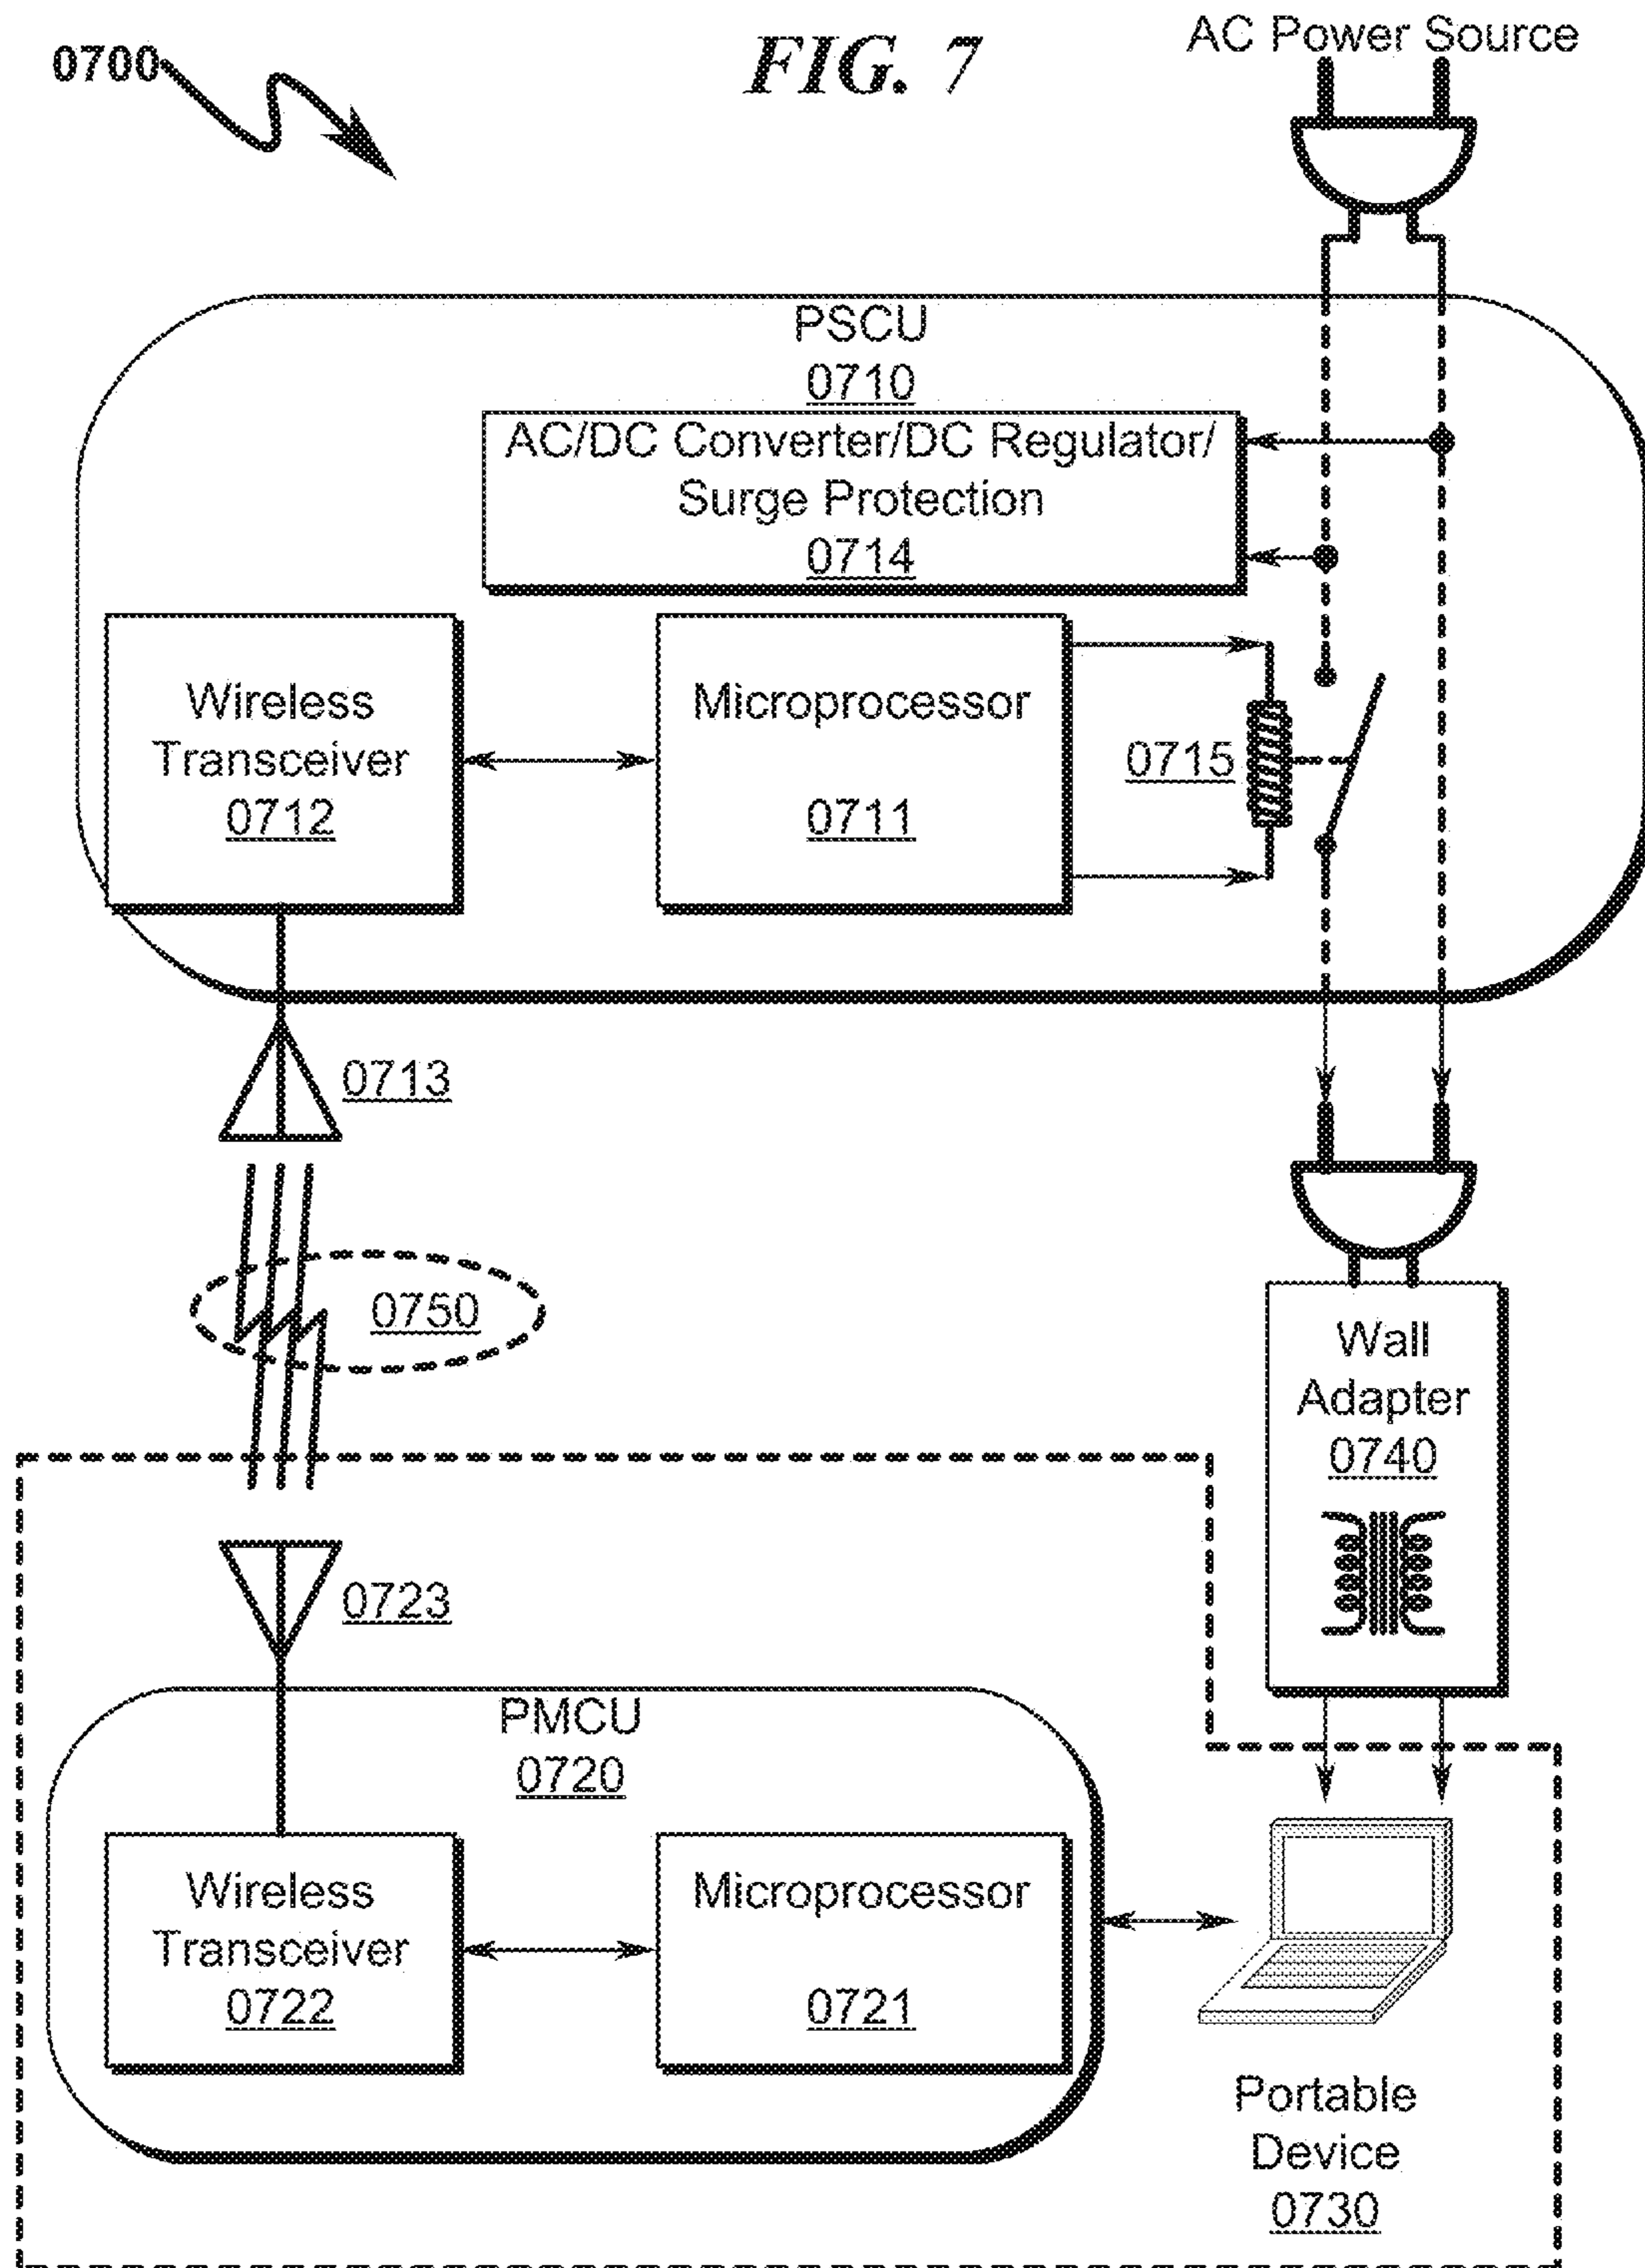 0700
FIG. 7
AC Power Source
PSCU
0710
AC/DC Converter/DC Regulator/
Surge Protection
0714
Wireless
Transceiver
0712
Microprocessor
0711
0715
0713
0750
Wall
Adapter
0740
0723
PMCU
0720
Wireless
Transceiver
0722
Microprocessor
0721
Portable
Device
0730